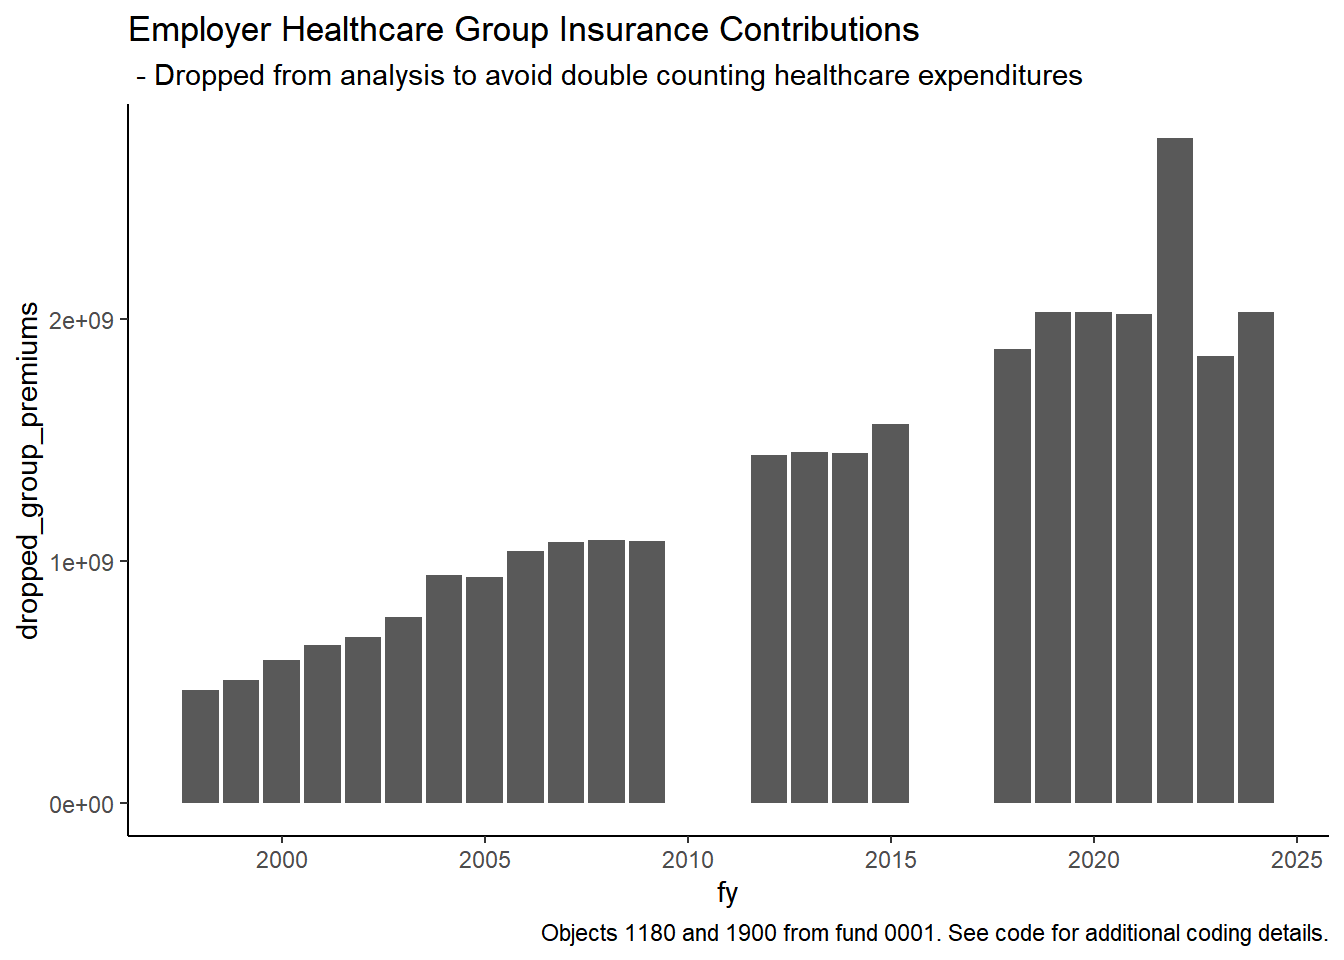 Employer Healthcare Group Insurance Contributions
- Dropped from analysis to avoid double counting healthcare expenditures
dropped_group_premiums
2e+09
1e+09
0e+00
2000 2005 2010 2015 2020 2025
fy
Objects 1180 and 1900 from fund 0001. See code for additional coding details.